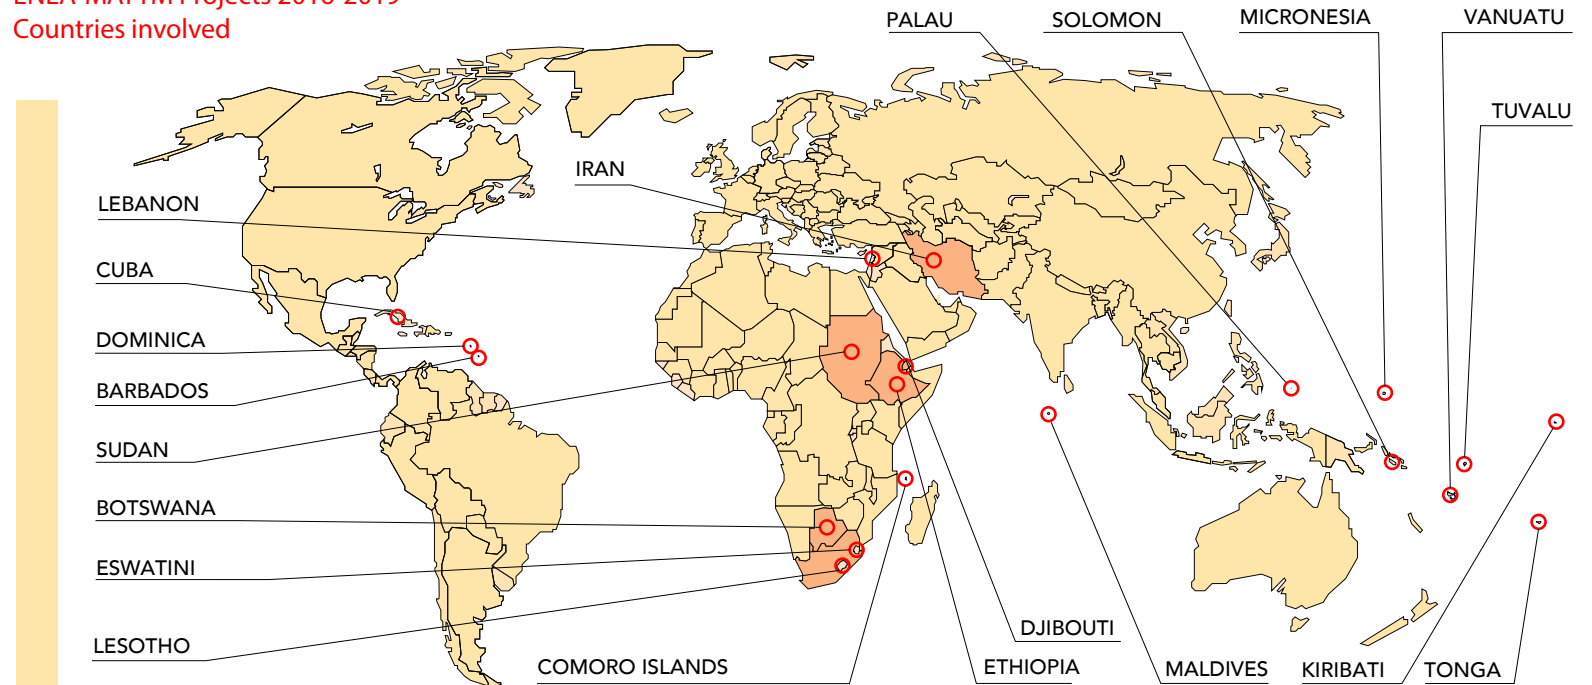 Countries involved
PALAU
SOLOMON
MICRONESIA
VANUATU
TUVALU
IRAN
LEBANON
CUBA
DOMINICA
BARBADOS
SUDAN
BOTSWANA
ESWATINI
LESOTHO
COMORO ISLANDS
DJIBOUTI
ETHIOPIA
MALDIVES
KIRIBATI
TONGA